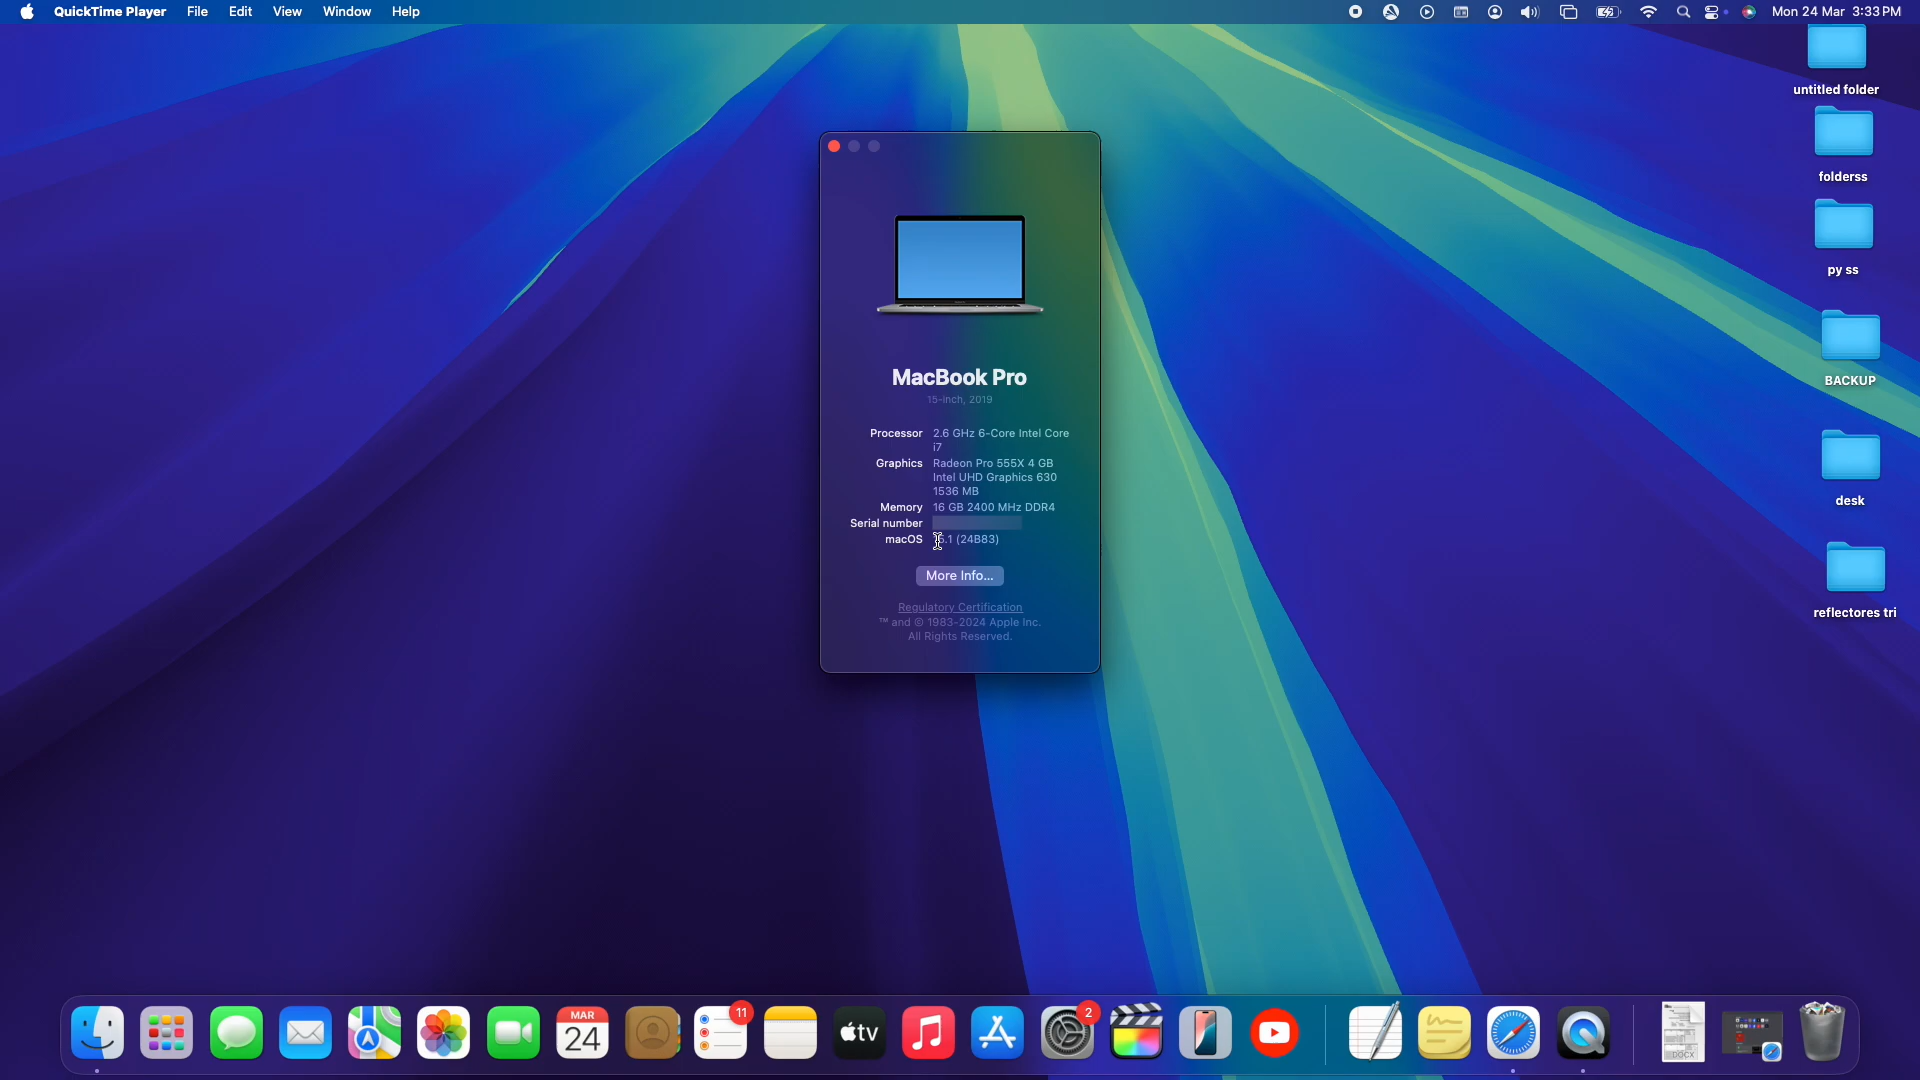 QuickTime Player File Edit View Window Help Mon 24 Mar 3:33 PM
untitled folder
folderss
py ss
BACKUP
desk
reflectores tri
MacBook Pro
15-inch, 2019
Processor 2.6 GHz 6-Core Intel Core
i7
Graphics Radeon Pro 555X 4 GB
Intel UHD Graphics 630
1536 MB
Memory 16 GB 2400 MHz DDR4
Serial number
macOS 15.1 (24B83)
More Info...
Regulatory Certification
™ and © 1983-2024 Apple Inc.
All Rights Reserved.
MAR
24
11
tv
2
DOCX